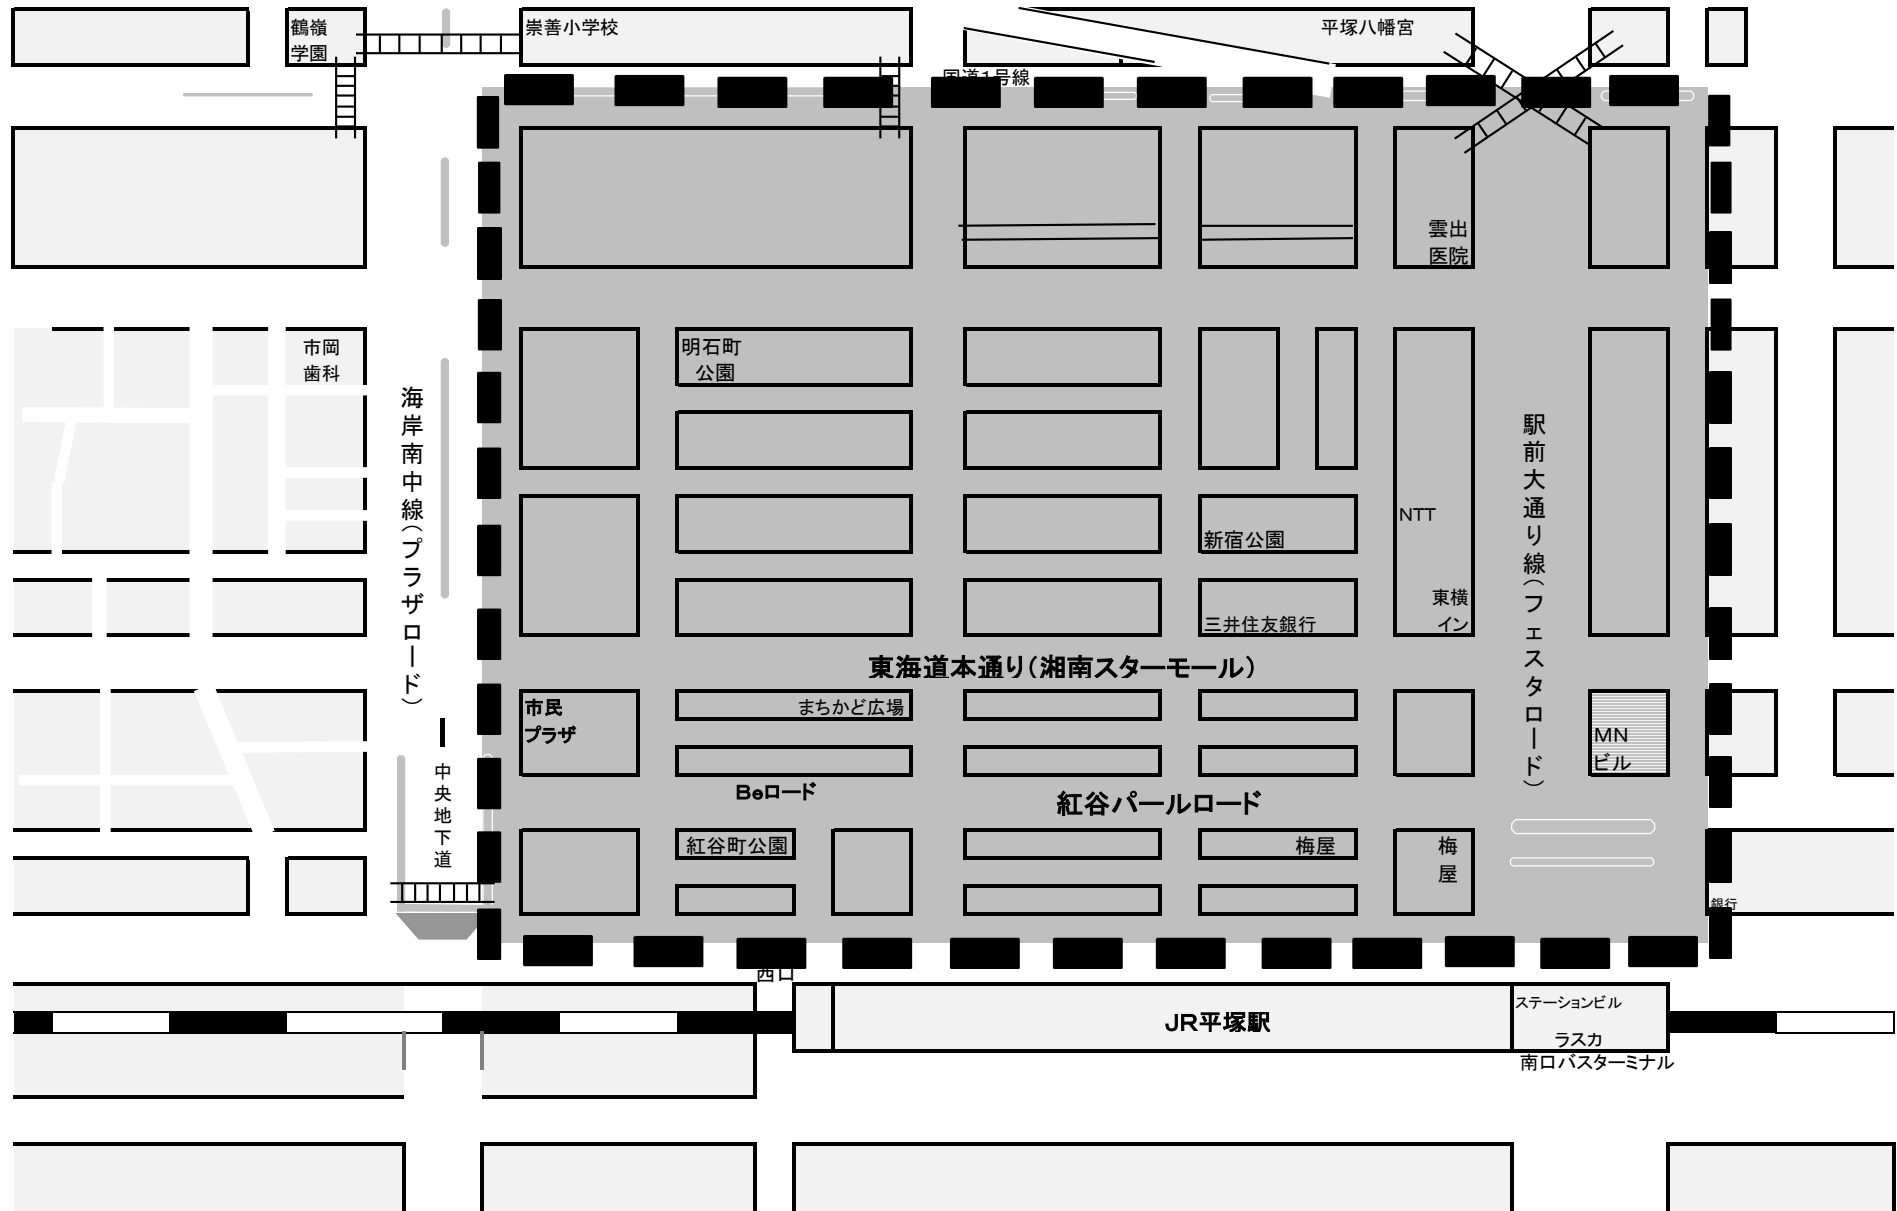 鶴嶺
学園
崇善小学校
平塚八幡宮
国道1号線
雲出
医院
市岡
歯科
明石町
公園
海岸南中線（プラザロード）
駅前大通り線（フェスタロード）
NTT
新宿公園
東横
イン
三井住友銀行
東海道本通り（湘南スターモール）
市民
プラザ
まちかど広場
MN
ビル
中央地下道
Beロード
紅谷パールロード
紅谷町公園
梅屋
梅屋
銀行
西口
JR平塚駅
ステーションビル
ラスカ
南口バスターミナル